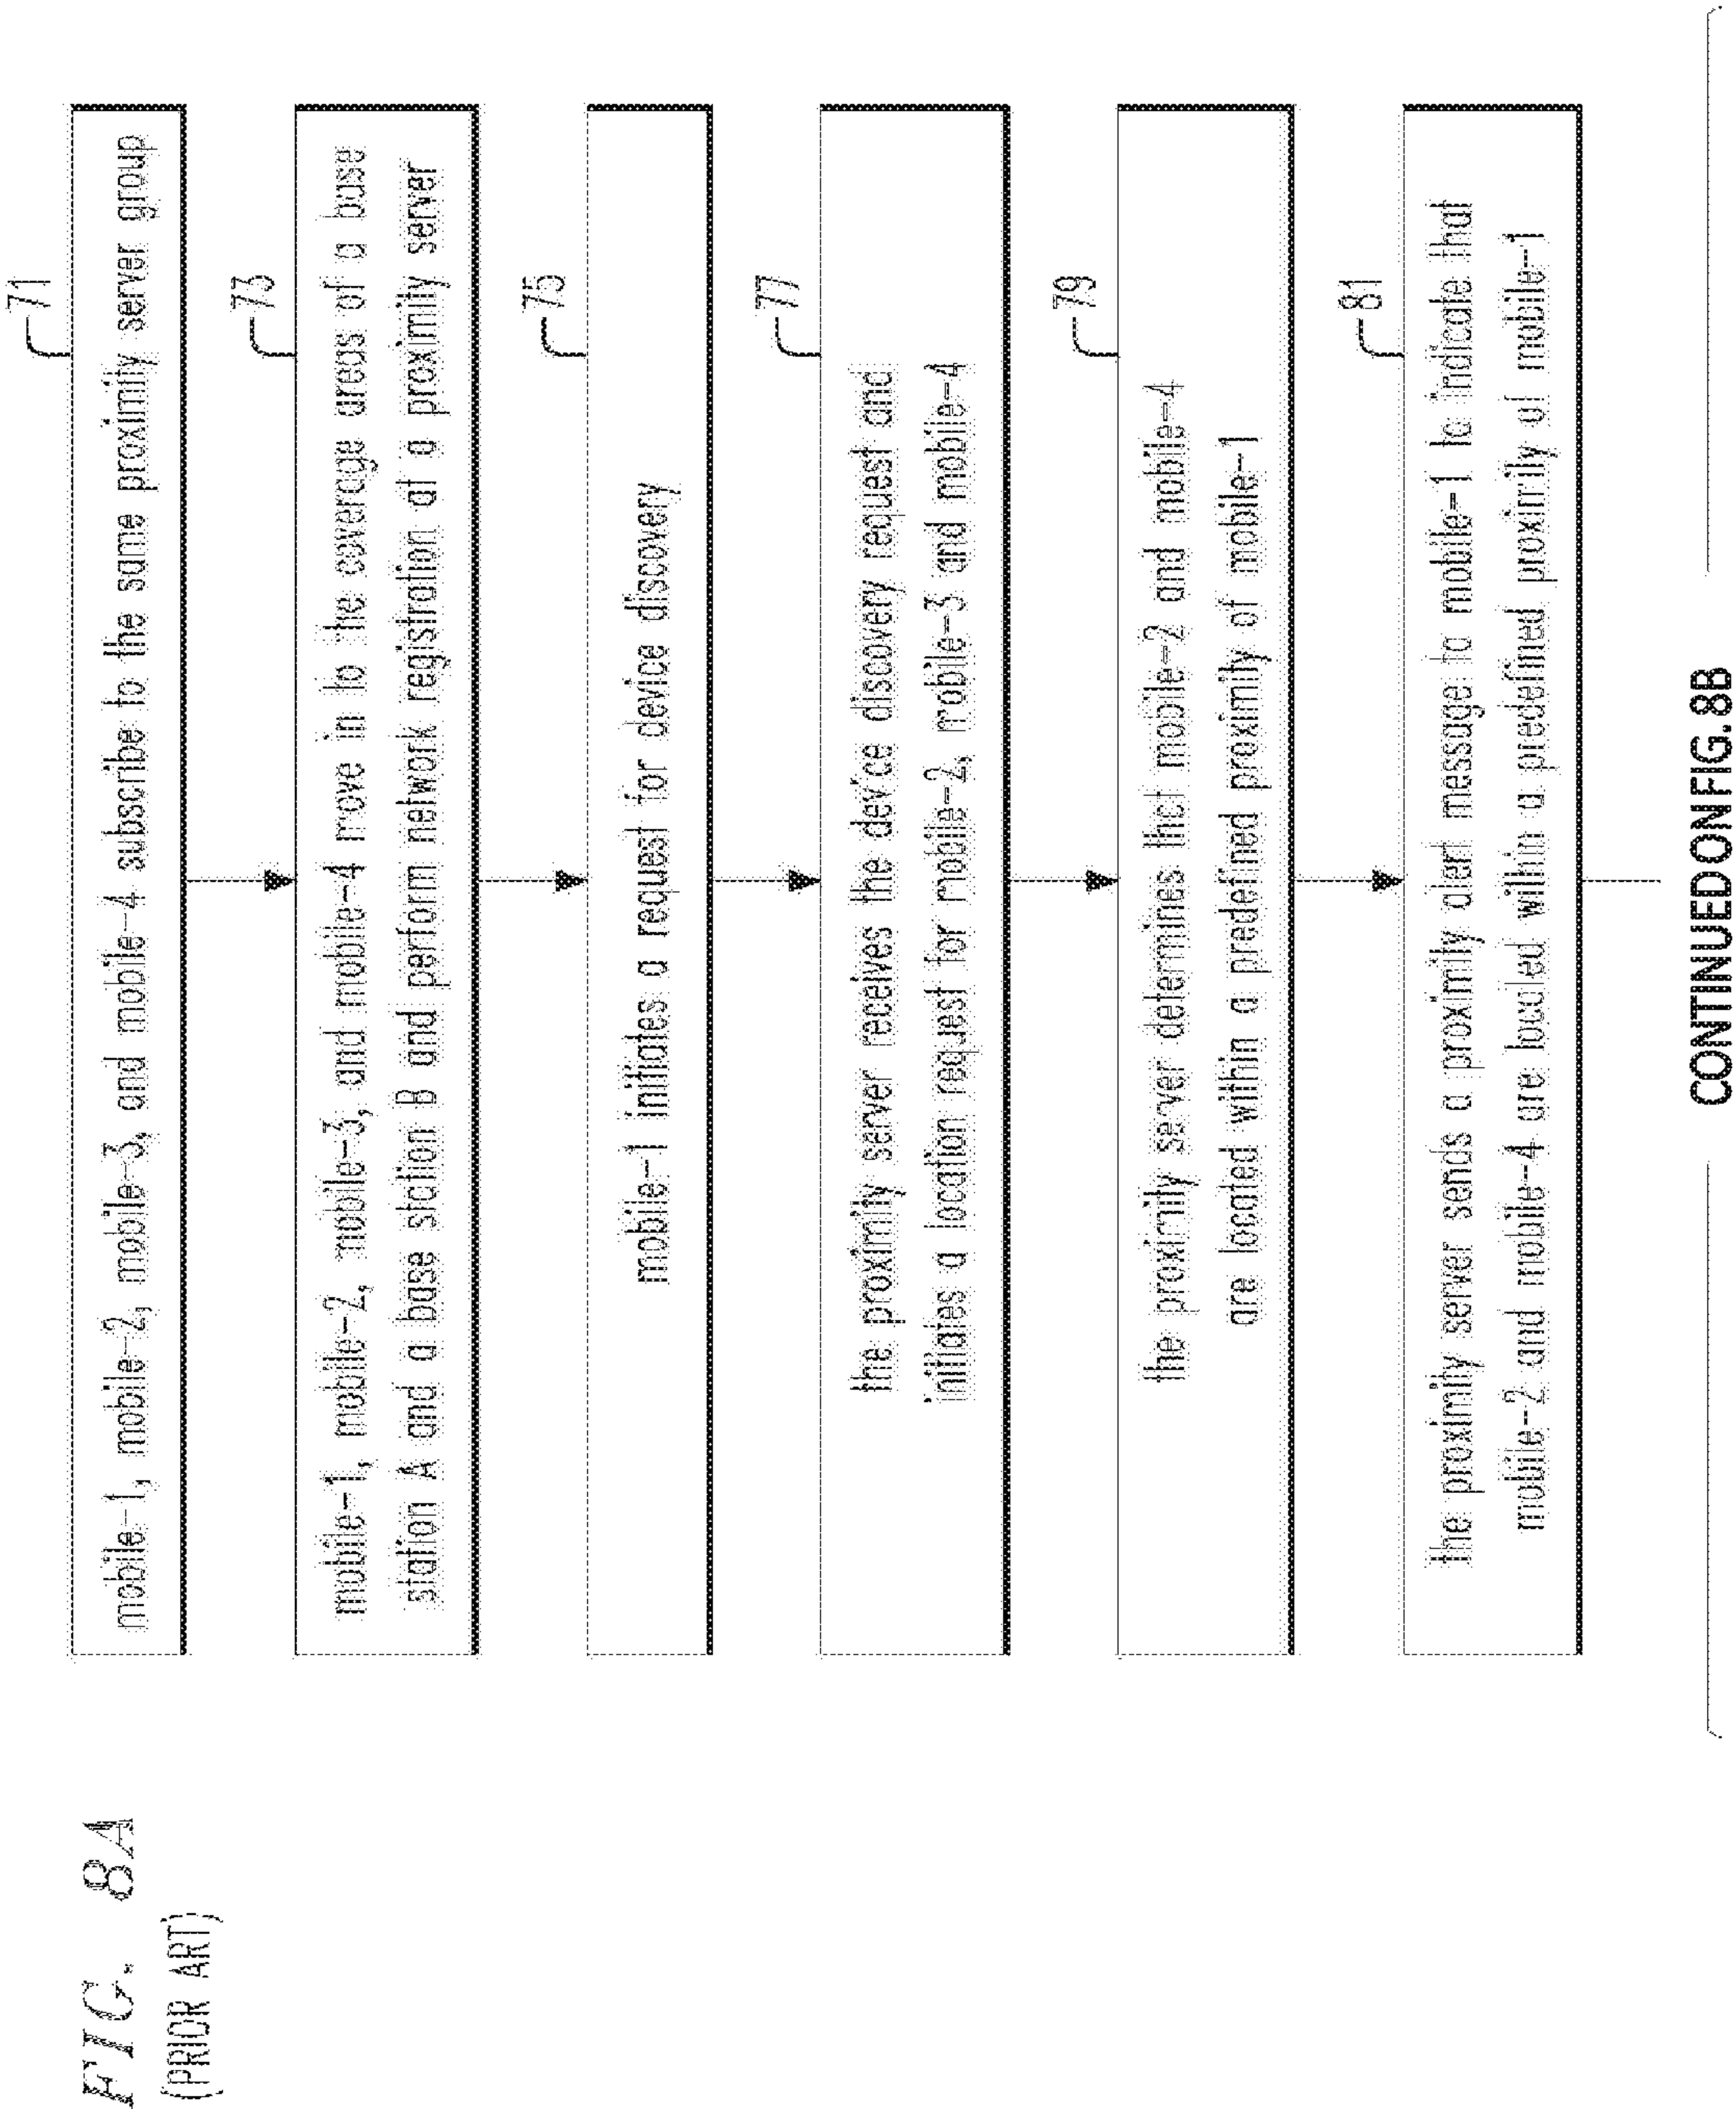 FIG. 8A
(PRIOR ART)
71
mobile-1, mobile-2, mobile-3, and mobile-4 subscribe to the same proximity server group
73
mobile-1, mobile-2, mobile-3, and mobile-4 move in to the coverage areas of a base
station A and a base station B and perform network registration at a proximity server
75
mobile-1 initiates a request for device discovery
77
the proximity server receives the device discovery request and
initiates a location request for mobile-2, mobile-3 and mobile-4
79
the proximity server determines that mobile-2 and mobile-4
are located within a predefined proximity of mobile-1
81
the proximity server sends a proximity alert message to mobile-1 to indicate that
mobile-2 and mobile-4 are located within a predefined proximity of mobile-1
CONTINUED ON FIG. 8B